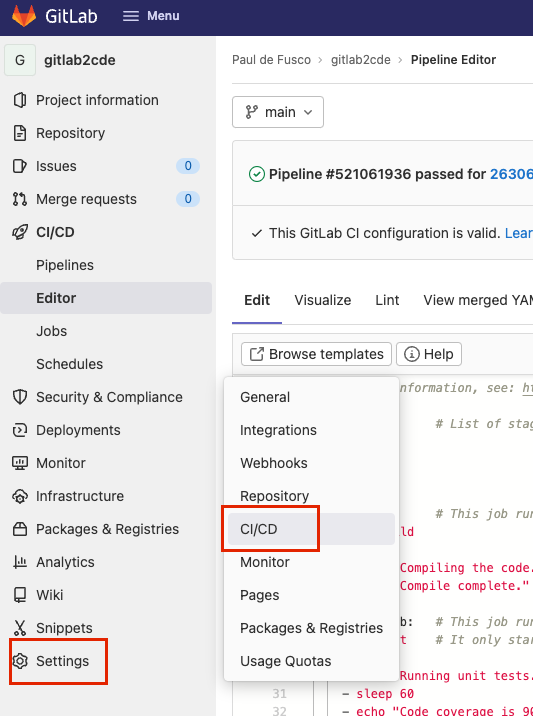 GitLab Menu
G gitlab2cde
Project information
Repository
Issues 0
Merge requests 0
CI/CD
Pipelines
Editor
Jobs
Schedules
Security & Compliance
Deployments
Monitor
Infrastructure
Packages & Registries
Analytics
Wiki
Snippets
Settings
Paul de Fusco > gitlab2cde > Pipeline Editor
main
Pipeline #521061936 passed for 26306
This GitLab CI configuration is valid. Lear
Edit Visualize Lint View merged YAM
Browse templates Help
General
Integrations
Webhooks
Repository
CI/CD
Monitor
Pages
Packages & Registries
Usage Quotas
nformation, see: ht
# List of stag
# This job run
ld
Compiling the code.
Compile complete."
b: # This job run
t # It only star
Running unit tests.
31 - sleep 60
32 - echo "Code coverage is 90